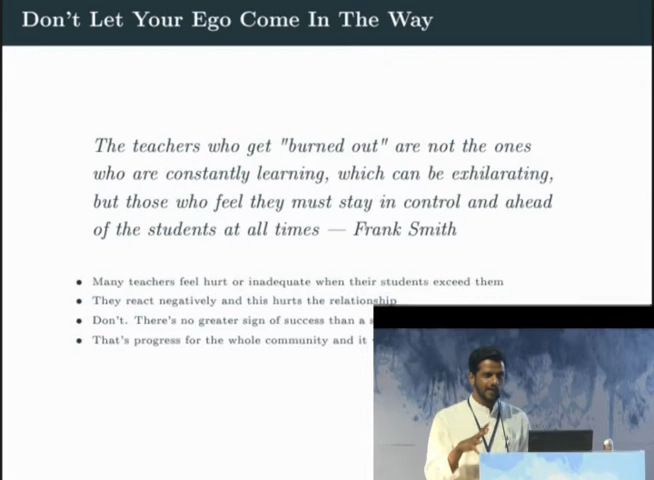 Don't Let Your Ego Come In The Way
The teachers who get "burned out" are not the ones
who are constantly learning, which can be exhilarating,
but those who feel they must stay in control and ahead
of the students at all times — Frank Smith
• Many teachers feel hurt or inadequate when their students exceed them
• They react negatively and this hurts the relationship
• Don't. There's no greater sign of success than a
• That's progress for the whole community and it